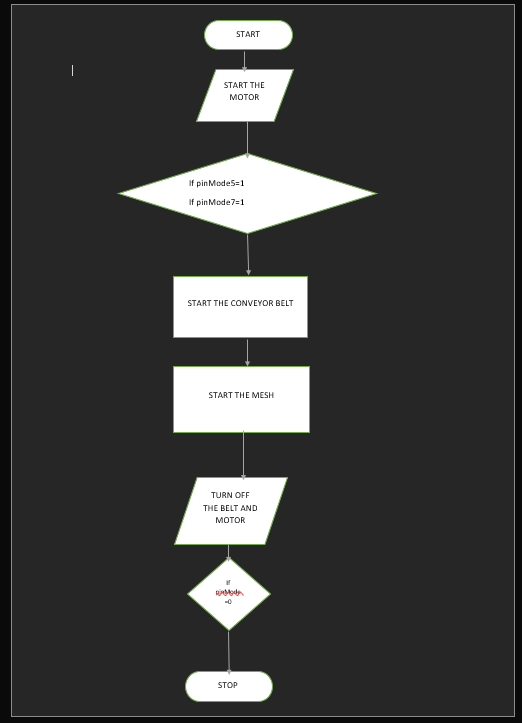 START
START THE
MOTOR
If pinMode5=1
If pinMode7=1
START THE CONVEYOR BELT
START THE MESH
TURN OFF
THE BELT AND
MOTOR
If
pinMode
=0
STOP